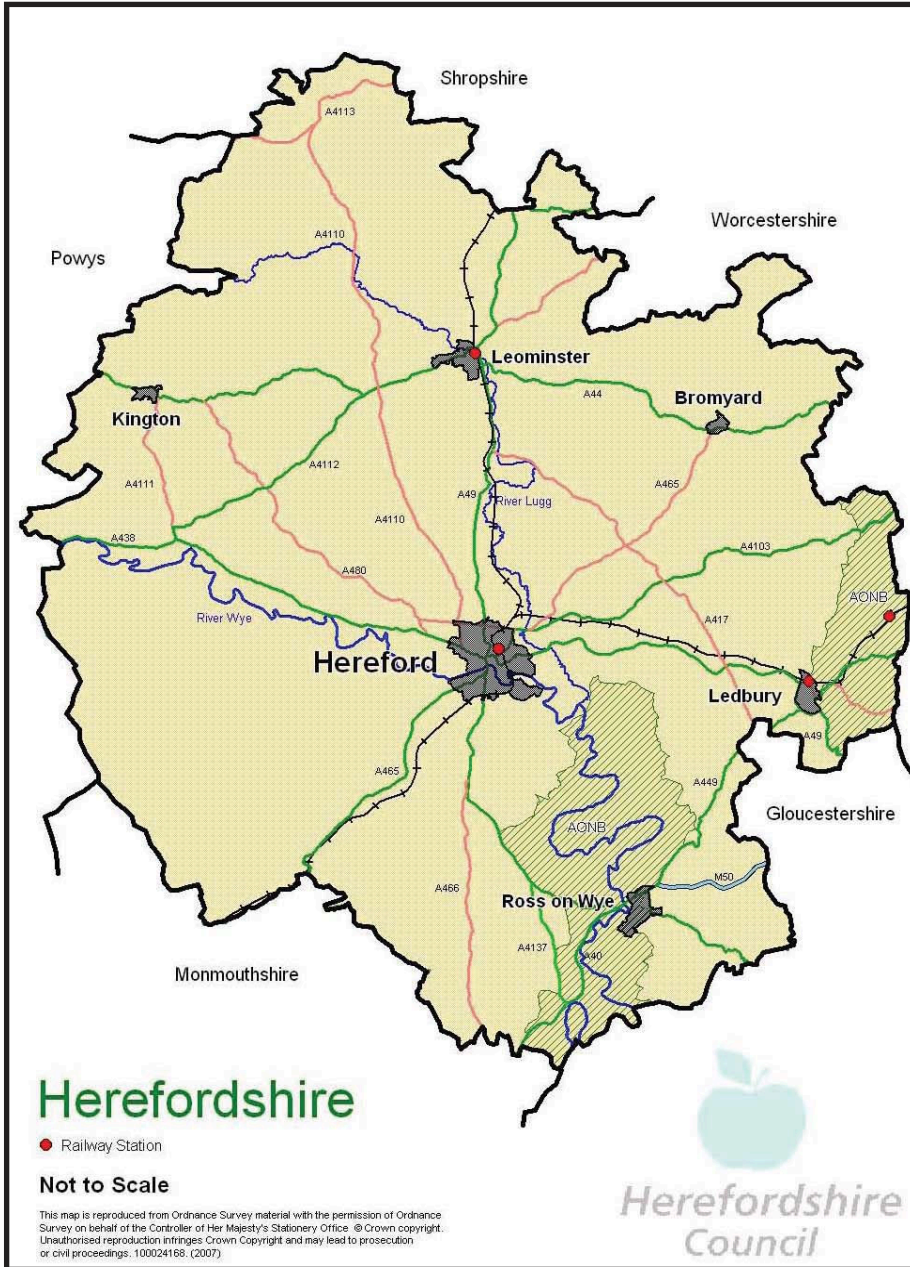 Shropshire
A4113
Worcestershire
A4110
Powys
Leominster
A44
Bromyard
Kington
A4112
A465
A4111
A49
River Lugg
A4110
A438
A4103
A480
AONB
River Wye
A417
Hereford
Ledbury
A49
A465
A449
Gloucestershire
AONB
M50
A466
Ross on Wye
A4137
A40
Monmouthshire
Herefordshire
Railway Station
Not to Scale
This map is reproduced from Ordnance Survey material with the permission of Ordnance
Survey on behalf of the Controller of Her Majesty's Stationery Office © Crown copyright.
Unauthorised reproduction infringes Crown Copyright and may lead to prosecution
or civil proceedings. 100024168. (2007)
Herefordshire
Council